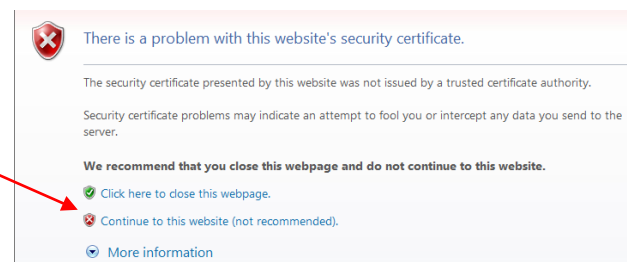 There is a problem with this website's security certificate.
The security certificate presented by this website was not issued by a trusted certificate authority.
Security certificate problems may indicate an attempt to fool you or intercept any data you send to the
server.
We recommend that you close this webpage and do not continue to this website.
Click here to close this webpage.
Continue to this website (not recommended).
More information